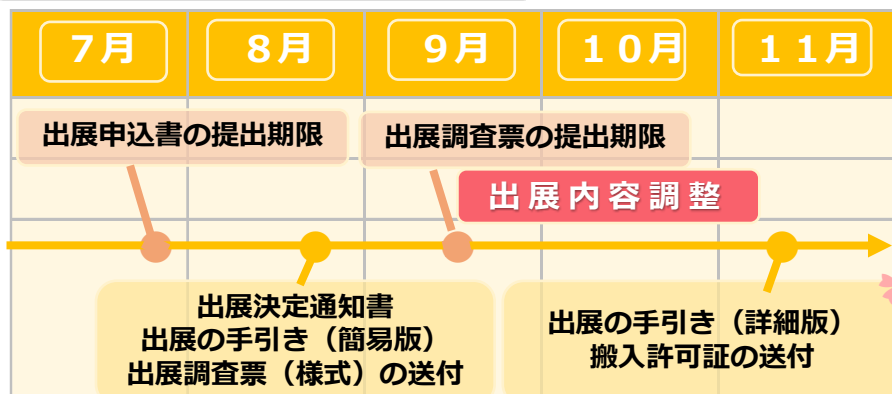 7月
8月
9月
10月
11月
出展申込書の提出期限
出展調査票の提出期限
出展内容調整
出展決定通知書
出展の手引き（簡易版）
出展調査票（様式）の送付
出展の手引き（詳細版）
搬入許可証の送付